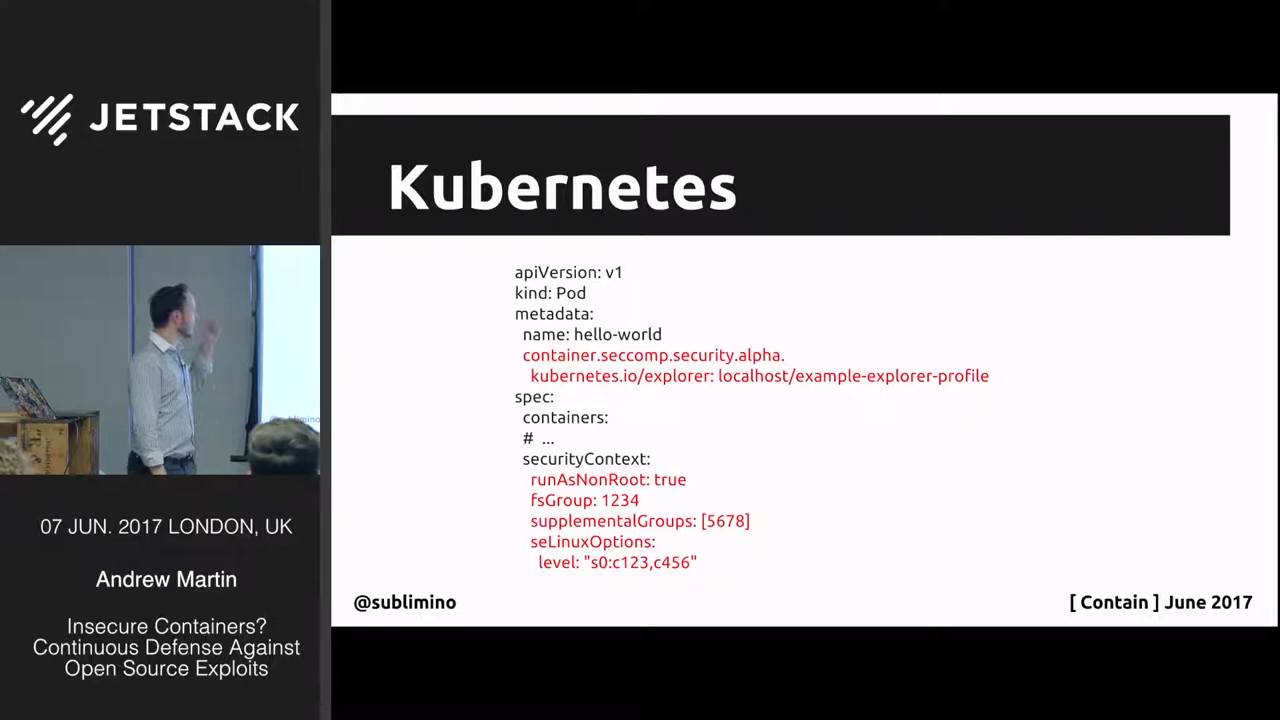 JETSTACK
07 JUN. 2017 LONDON, UK
Andrew Martin
Insecure Containers?
Continuous Defense Against
Open Source Exploits
Kubernetes
apiVersion: v1
kind: Pod
metadata:
  name: hello-world
  container.seccomp.security.alpha.
    kubernetes.io/explorer: localhost/example-explorer-profile
spec:
  containers:
  # ...
  securityContext:
    runAsNonRoot: true
    fsGroup: 1234
    supplementalGroups: [5678]
    seLinuxOptions:
      level: "s0:c123,c456"
@sublimino
[ Contain ] June 2017
@sublimino